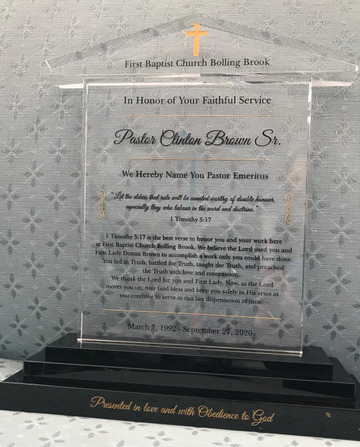 First Baptist Church Bolling Brook
In Honor of Your Faithful Service
Pastor Clinton Brown Sr.
We Hereby Name You Pastor Emeritus
"Let the elders that rule well be counted worthy of double honour,
especially they who labour in the word and doctrine."
1 Timothy 5:17
1 Timothy 5:17 is the best verse to honor you and your work here
at First Baptist Church Bolling Brook. We believe the Lord used you and
First Lady Donna Brown to accomplish a work only you could have done.
You led in Truth, battled for Truth, taught the Truth, and preached
the Truth with love and compassion.
We thank the Lord for you and First Lady. Now, as the Lord
moves you on, may God bless and keep you safely in His arms as
you continue to serve in this last dispensation of time.
March 7, 1992 - September 27, 2020
Presented in love and with Obedience to God